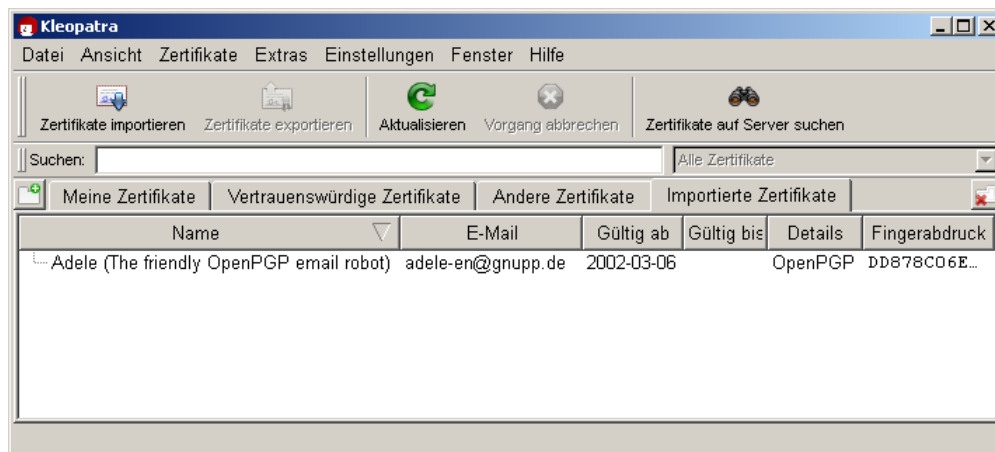 Kleopatra
Datei Ansicht Zertifikate Extras Einstellungen Fenster Hilfe
Zertifikate importieren Zertifikate exportieren Aktualisieren Vorgang abbrechen Zertifikate auf Server suchen
Suchen: Alle Zertifikate
Meine Zertifikate Vertrauenswürdige Zertifikate Andere Zertifikate Importierte Zertifikate
Name E-Mail Gültig ab Gültig bis Details Fingerabdruck
Adele (The friendly OpenPGP email robot) adele-en@gnupp.de 2002-03-06 OpenPGP DD878C06E…